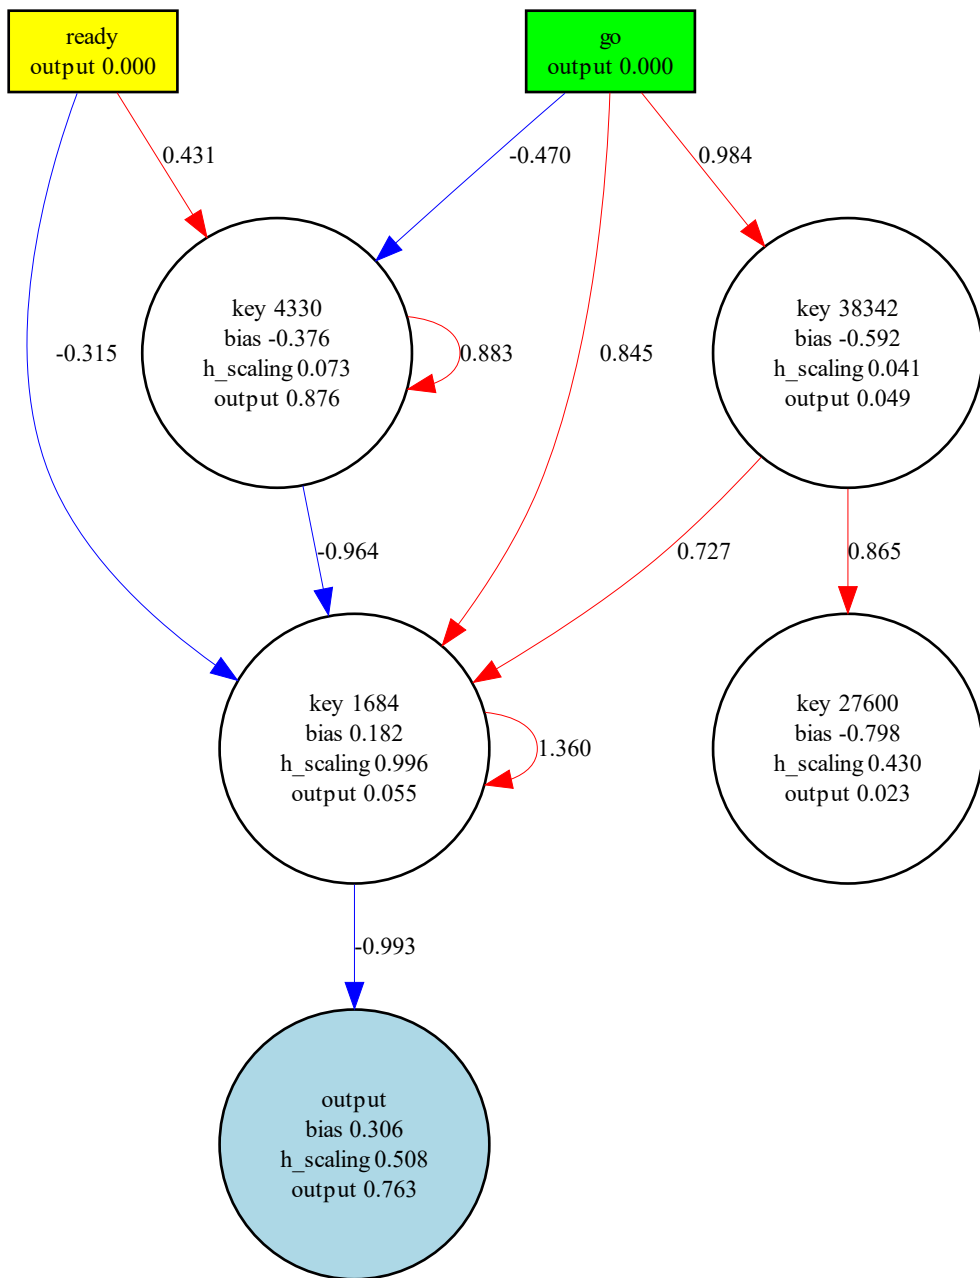 ready
output 0.000
go
output 0.000
0.431
-0.470
0.984
key 4330
bias -0.376
h_scaling 0.073
output 0.876
key 38342
bias -0.592
h_scaling 0.041
output 0.049
-0.315
0.883
0.845
-0.964
0.727
0.865
key 1684
bias 0.182
h_scaling 0.996
output 0.055
1.360
key 27600
bias -0.798
h_scaling 0.430
output 0.023
-0.993
output
bias 0.306
h_scaling 0.508
output 0.763